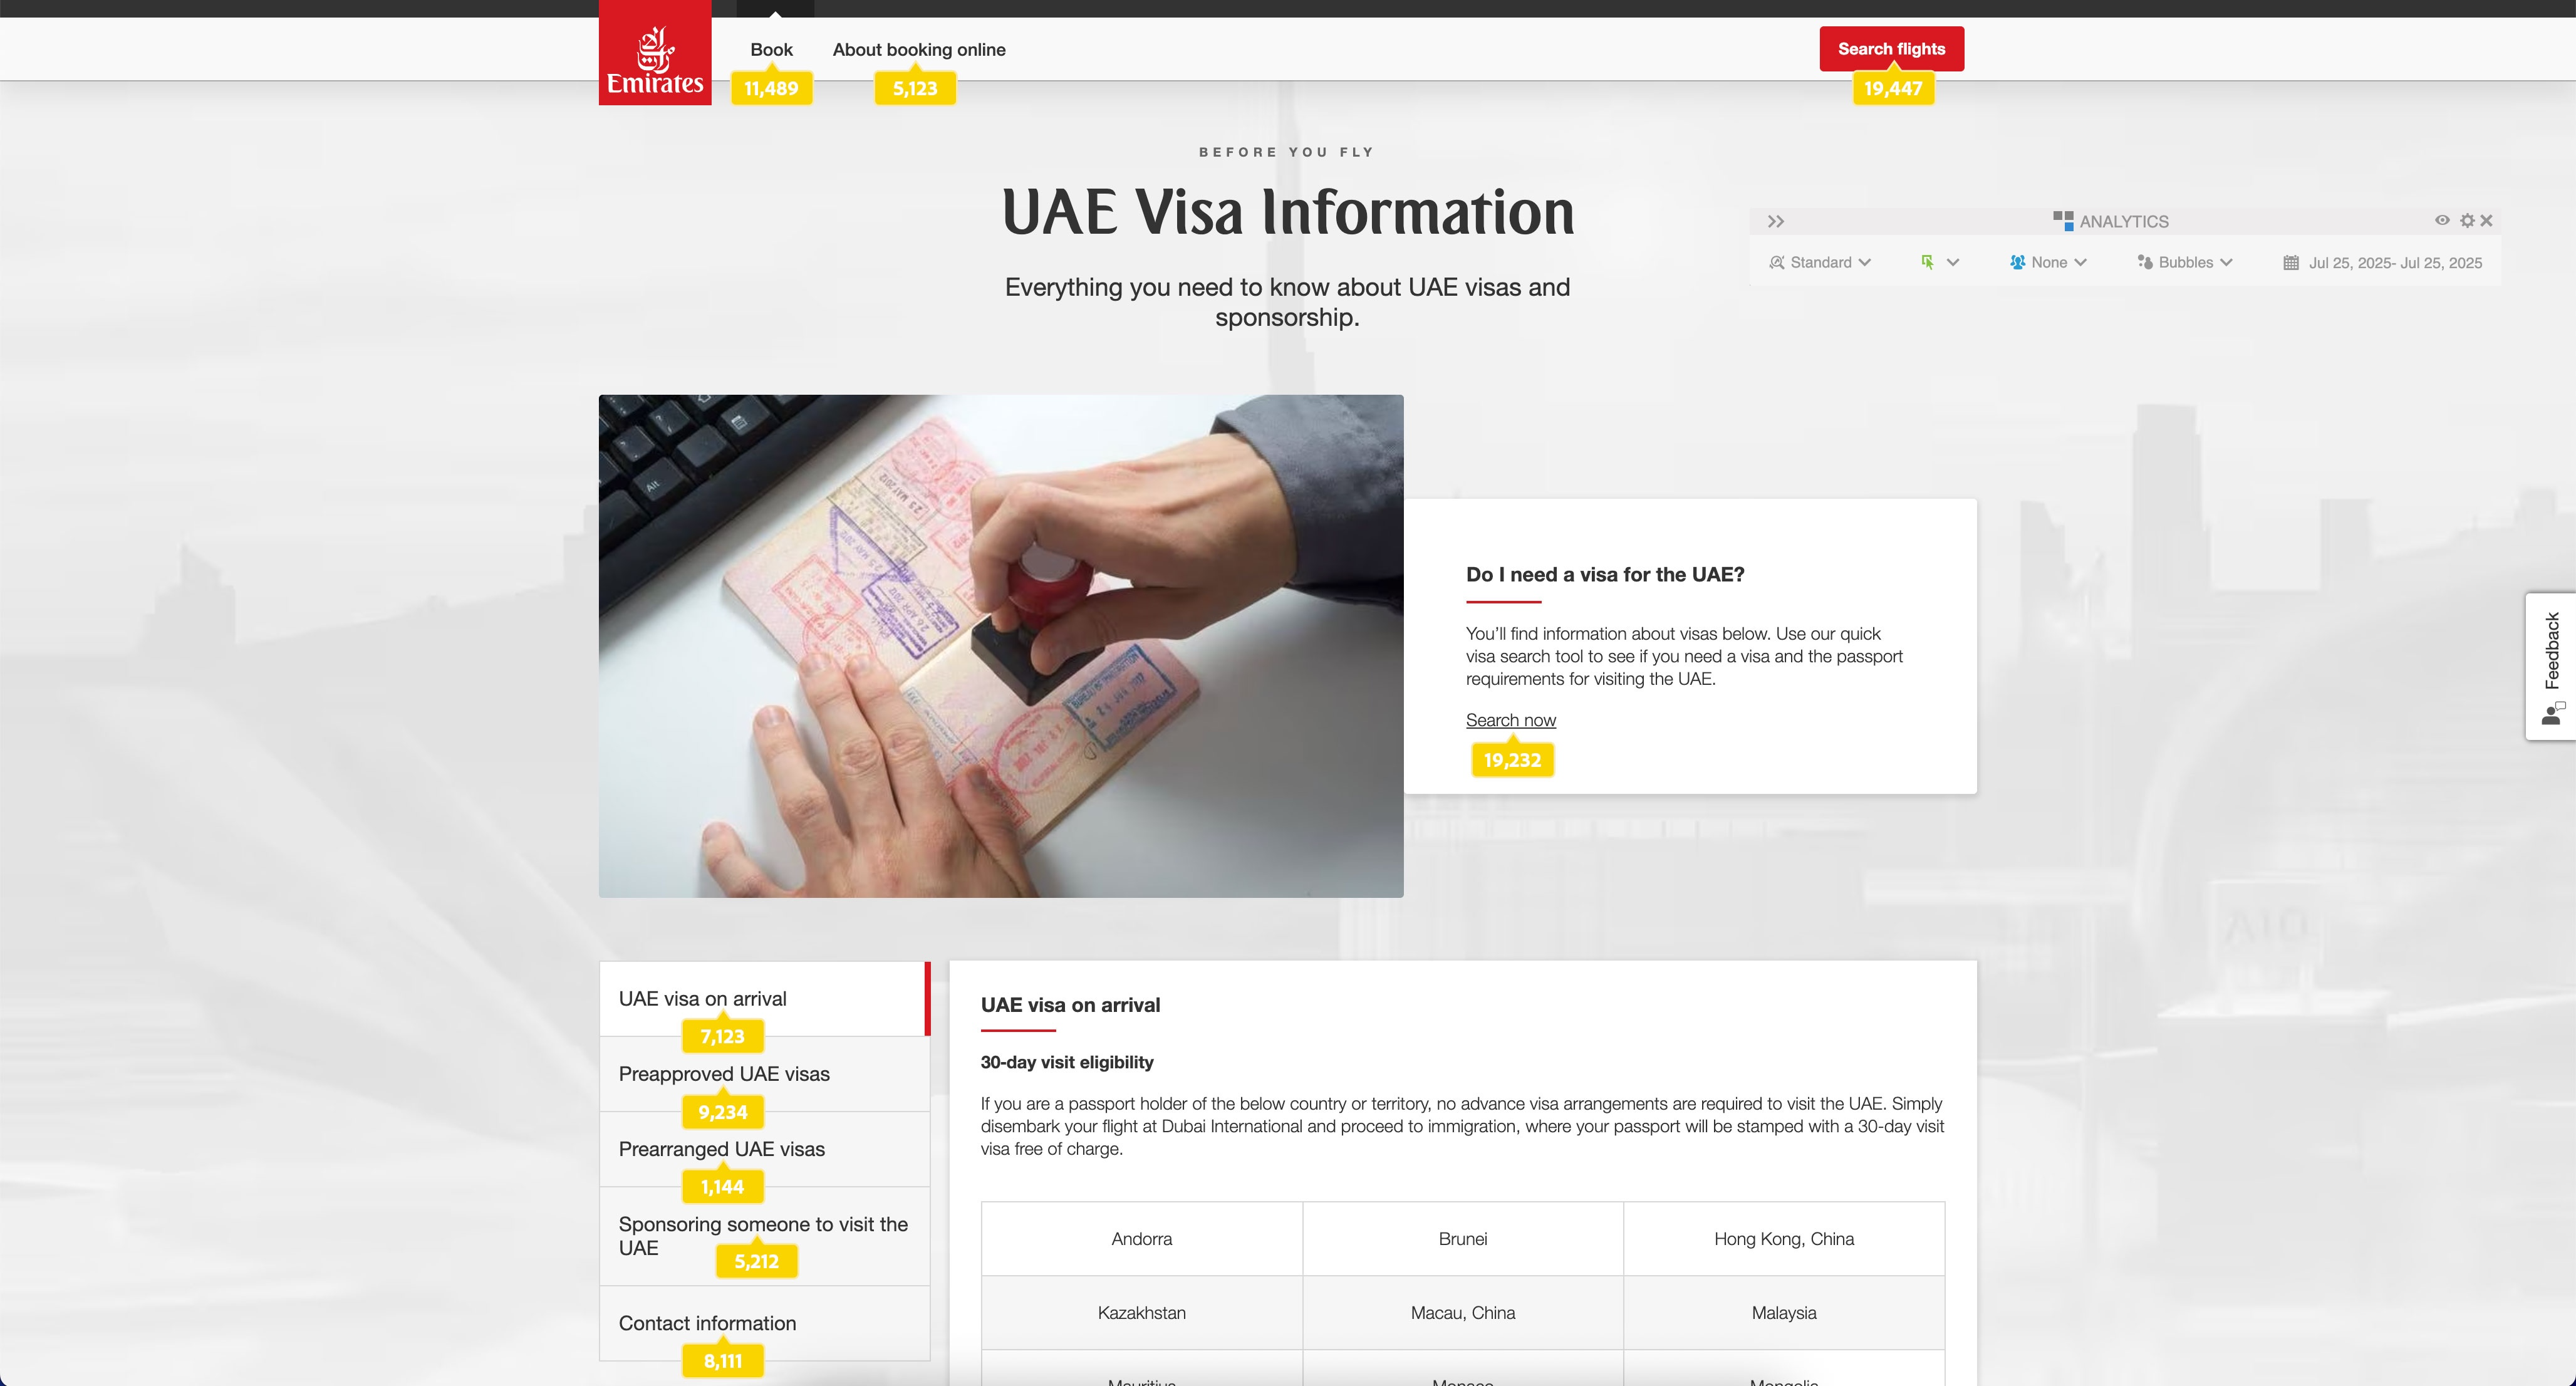 Emirates
Book
About booking online
Search flights
11,489
5,123
19,447
BEFORE YOU FLY
UAE Visa Information
Everything you need to know about UAE visas and
sponsorship.
ANALYTICS
Standard
None
Bubbles
Jul 25, 2025- Jul 25, 2025
Alt
Do I need a visa for the UAE?
You'll find information about visas below. Use our quick
visa search tool to see if you need a visa and the passport
requirements for visiting the UAE.
Search now
19,232
Feedback
UAE visa on arrival
7,123
Preapproved UAE visas
9,234
Prearranged UAE visas
1,144
Sponsoring someone to visit the
UAE
5,212
Contact information
8,111
UAE visa on arrival
30-day visit eligibility
If you are a passport holder of the below country or territory, no advance visa arrangements are required to visit the UAE. Simply
disembark your flight at Dubai International and proceed to immigration, where your passport will be stamped with a 30-day visit
visa free of charge.
Andorra
Brunei
Hong Kong, China
Kazakhstan
Macau, China
Malaysia
Mauritius
Monaco
Mongolia